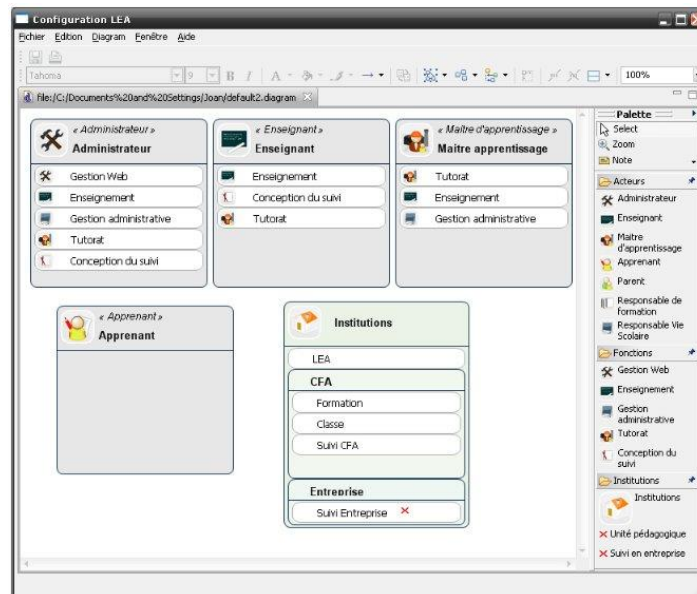 Configuration LEA
Fichier Edition Diagram Fenêtre Aide
Tahoma 9 B I A 100%
file:/C:/Documents%20and%20Settings/Joan/default2.diagram
« Administrateur »
Administrateur
Gestion Web
Enseignement
Gestion administrative
Tutorat
Conception du suivi
« Enseignant »
Enseignant
Enseignement
Conception du suivi
Tutorat
« Maitre d'apprentissage »
Maitre apprentissage
Tutorat
Enseignement
Gestion administrative
« Apprenant »
Apprenant
Institutions
LEA
CFA
Formation
Classe
Suivi CFA
Entreprise
Suivi Entreprise
Palette
Select
Zoom
Note
Acteurs
Administrateur
Enseignant
Maitre
d'apprentissage
Apprenant
Parent
Responsable de
formation
Responsable Vie
Scolaire
Fonctions
Gestion Web
Enseignement
Gestion
administrative
Tutorat
Conception du
suivi
Institutions
Institutions
Unité pédagogique
Suivi en entreprise